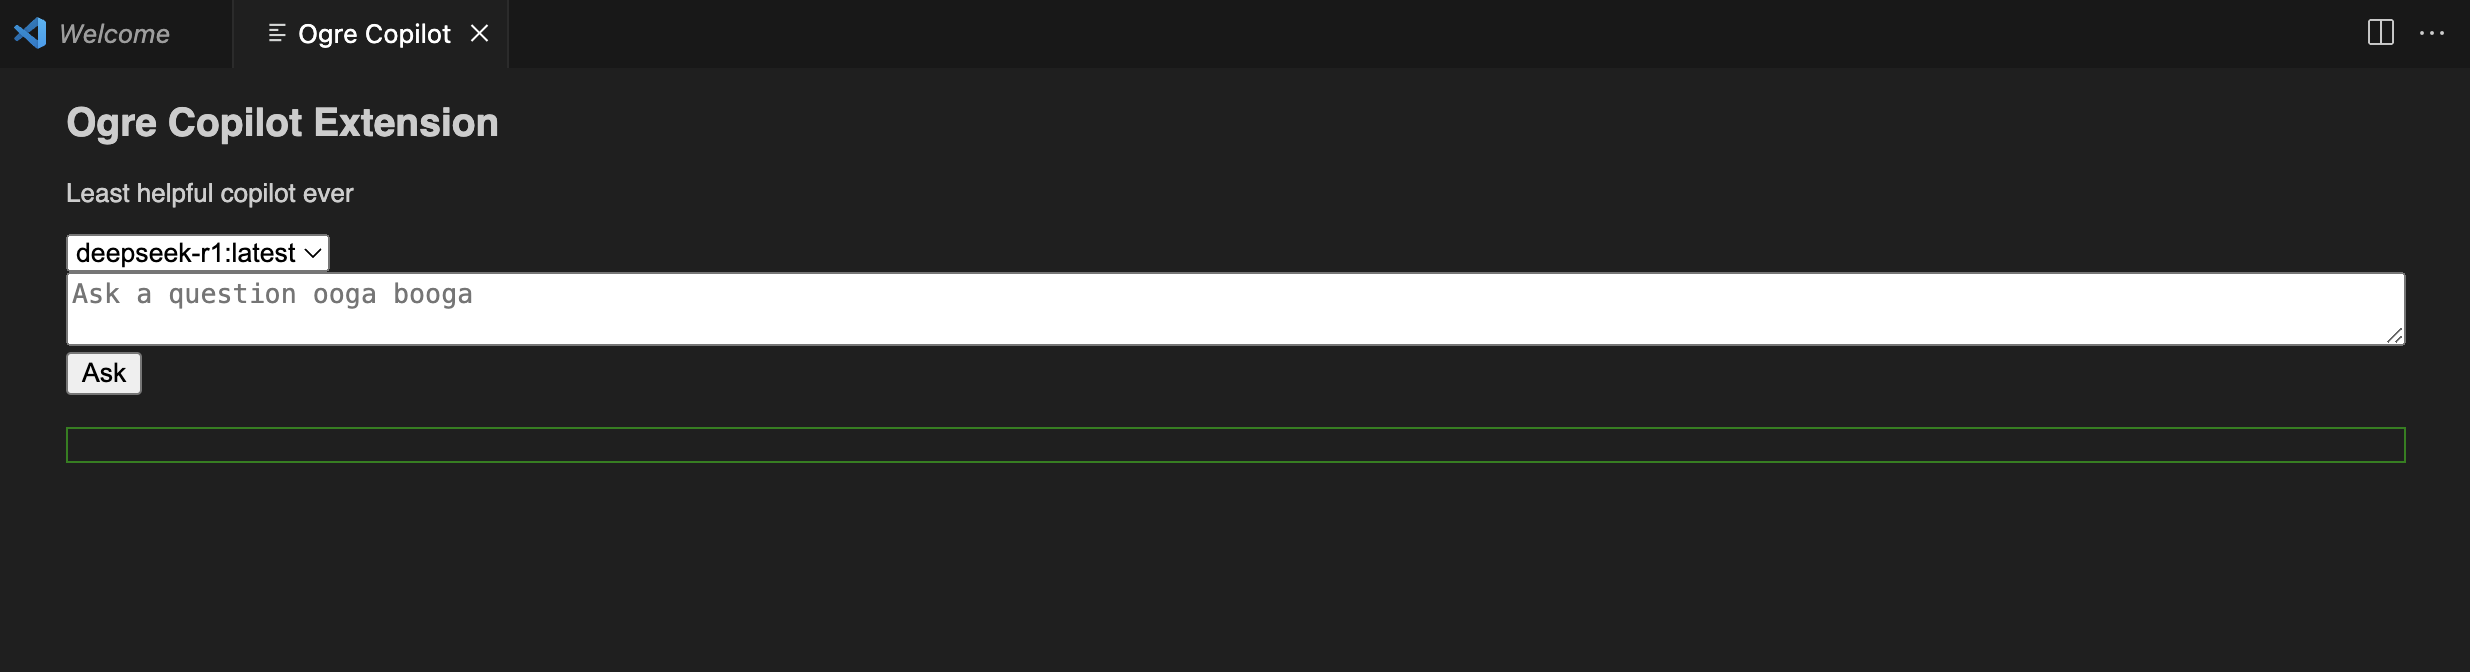 Welcome
Ogre Copilot
Ogre Copilot Extension
Least helpful copilot ever
deepseek-r1:latest
Ask a question ooga booga
Ask